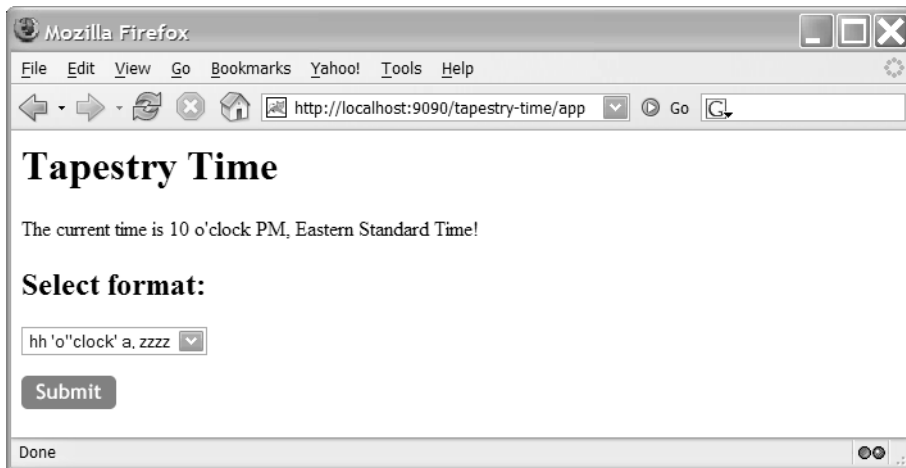 Mozilla Firefox
File Edit View Go Bookmarks Yahoo! Tools Help
http://localhost:9090/tapestry-time/app Go G
Tapestry Time
The current time is 10 o'clock PM, Eastern Standard Time!
Select format:
hh 'o''clock' a, zzzz
Submit
Done